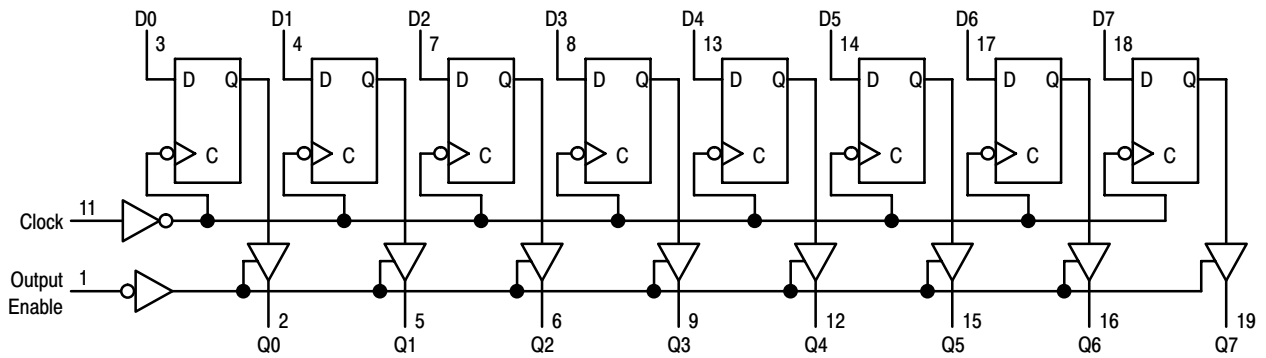 D0 D1 D2 D3 D4 D5 D6 D7
3 4 7 8 13 14 17 18
D Q D Q D Q D Q D Q D Q D Q D Q
C C C C C C C C
Clock 11
Output Enable 1
2 5 6 9 12 15 16 19
Q0 Q1 Q2 Q3 Q4 Q5 Q6 Q7